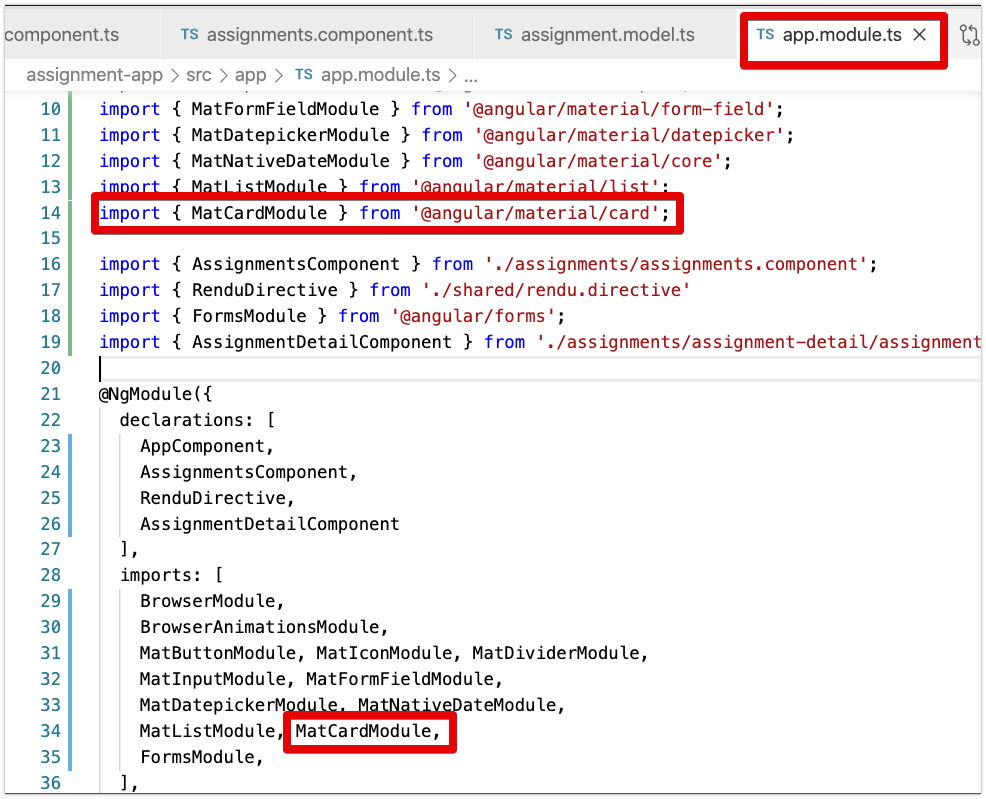 component.ts TS assignments.component.ts TS assignment.model.ts TS app.module.ts ×
assignment-app > src > app > TS app.module.ts > ...
10 import { MatFormFieldModule } from '@angular/material/form-field';
11 import { MatDatepickerModule } from '@angular/material/datepicker';
12 import { MatNativeDateModule } from '@angular/material/core';
13 import { MatListModule } from '@angular/material/list';
14 import { MatCardModule } from '@angular/material/card';
15
16 import { AssignmentsComponent } from './assignments/assignments.component';
17 import { RenduDirective } from './shared/rendu.directive'
18 import { FormsModule } from '@angular/forms';
19 import { AssignmentDetailComponent } from './assignments/assignment-detail/assignment
20
21 @NgModule({
22 declarations: [
23 AppComponent,
24 AssignmentsComponent,
25 RenduDirective,
26 AssignmentDetailComponent
27 ],
28 imports: [
29 BrowserModule,
30 BrowserAnimationsModule,
31 MatButtonModule, MatIconModule, MatDividerModule,
32 MatInputModule, MatFormFieldModule,
33 MatDatepickerModule, MatNativeDateModule,
34 MatListModule, MatCardModule,
35 FormsModule,
36 ],